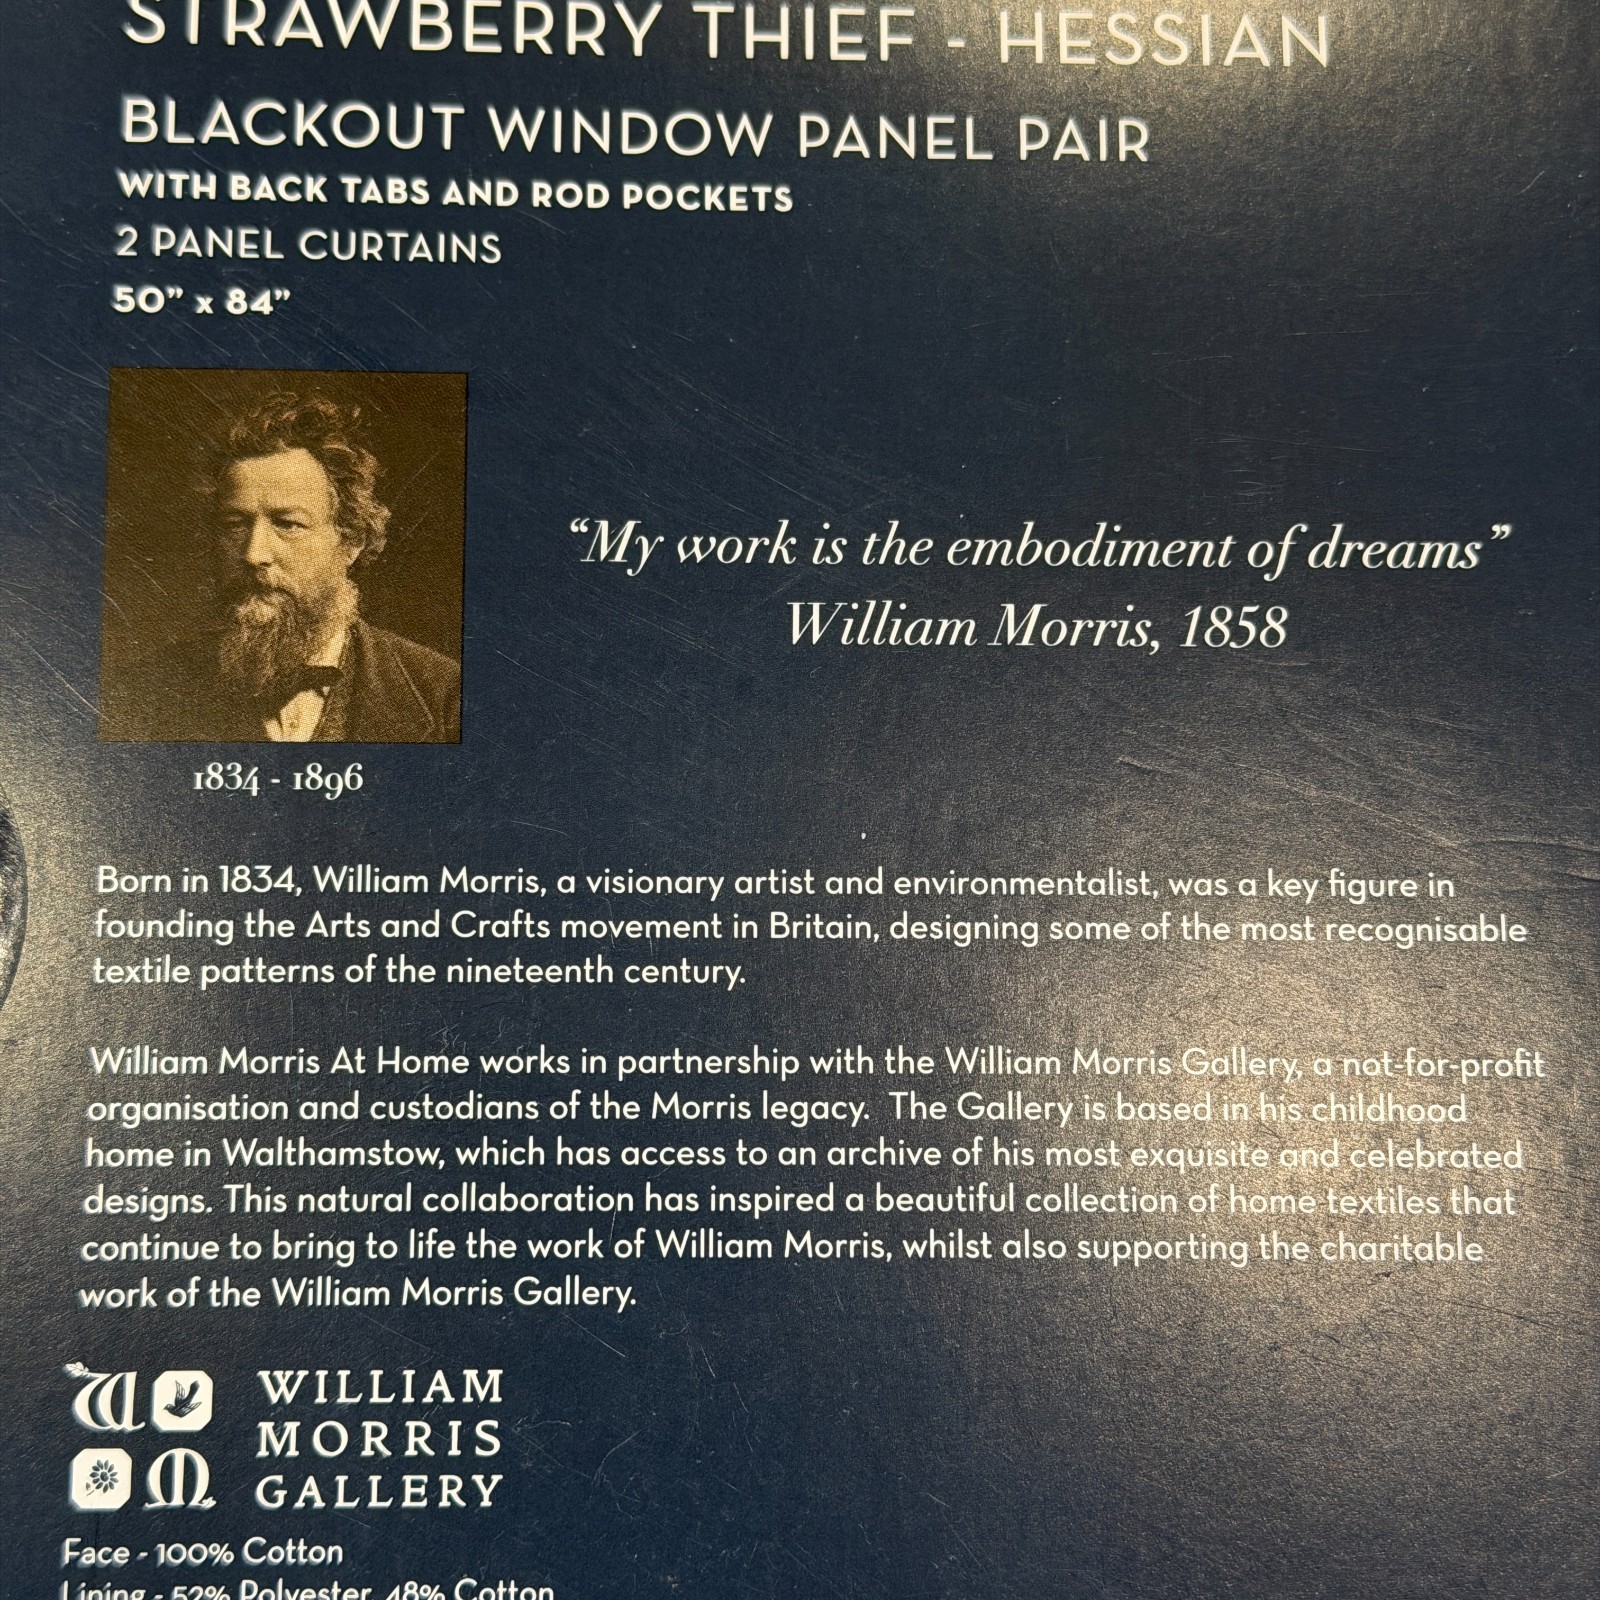 STRAWBERRY THIEF - HESSIAN
BLACKOUT WINDOW PANEL PAIR
WITH BACK TABS AND ROD POCKETS
2 PANEL CURTAINS
50” x 84”
“My work is the embodiment of dreams”
William Morris, 1858
1834 - 1896
Born in 1834, William Morris, a visionary artist and environmentalist, was a key figure in
founding the Arts and Crafts movement in Britain, designing some of the most recognisable
textile patterns of the nineteenth century.
William Morris At Home works in partnership with the William Morris Gallery, a not-for-profit
organisation and custodians of the Morris legacy. The Gallery is based in his childhood
home in Walthamstow, which has access to an archive of his most exquisite and celebrated
designs. This natural collaboration has inspired a beautiful collection of home textiles that
continue to bring to life the work of William Morris, whilst also supporting the charitable
work of the William Morris Gallery.
W
M
WILLIAM
MORRIS
GALLERY
Face - 100% Cotton
Lining - 52% Polyester, 48% Cotton